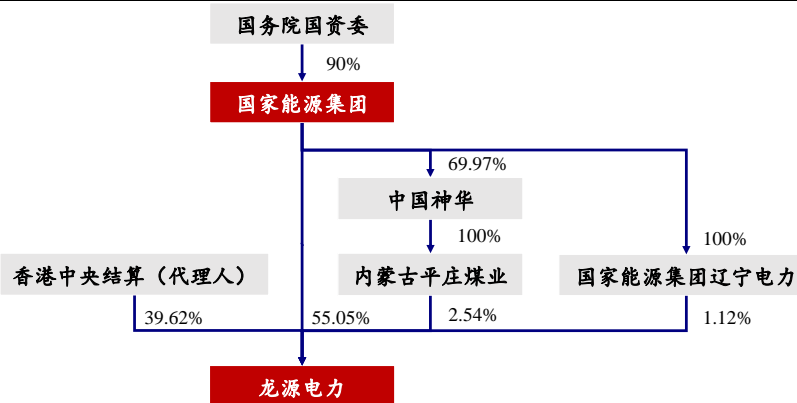 国务院国资委
90%
国家能源集团
69.97%
中国神华
100%
100%
香港中央结算（代理人）
内蒙古平庄煤业
国家能源集团辽宁电力
39.62%
55.05%
2.54%
1.12%
龙源电力